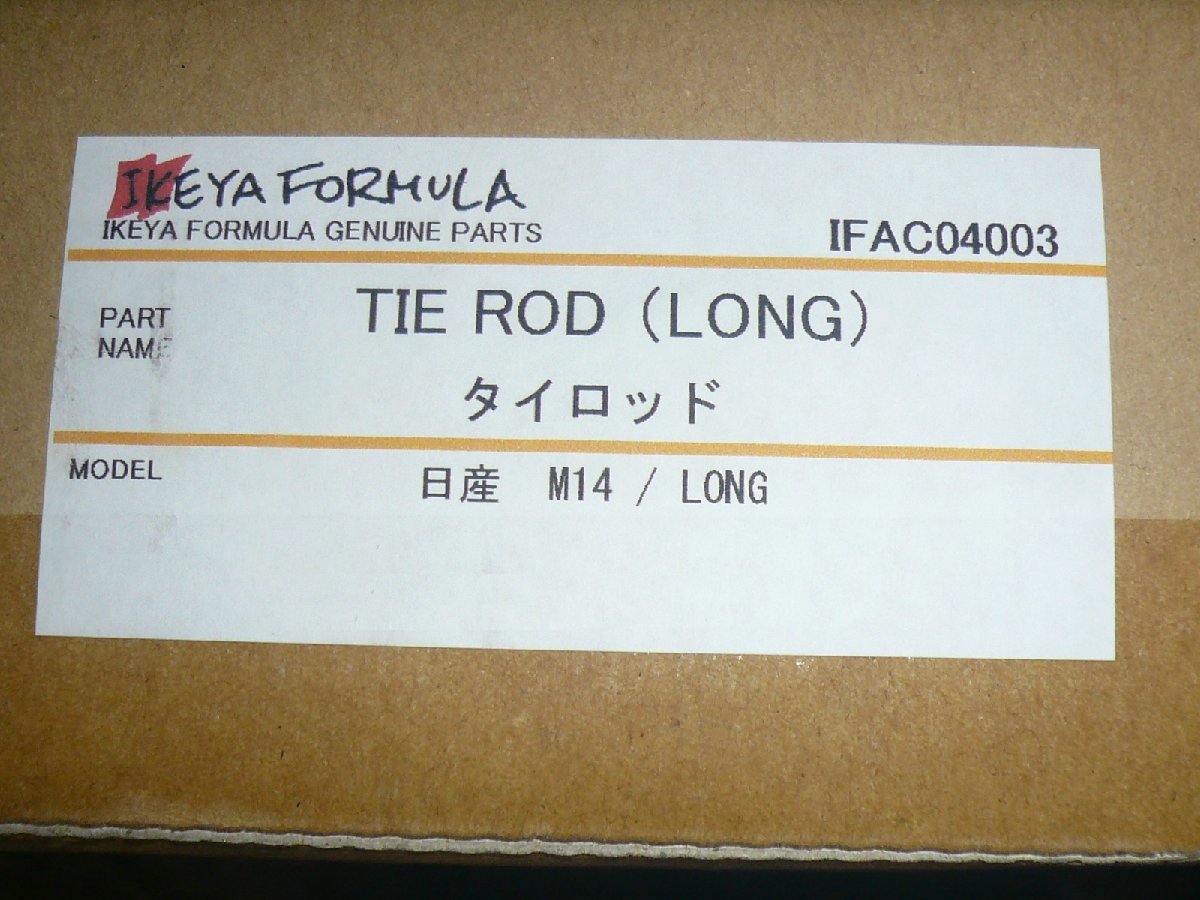 IKEYA FORMULA
IKEYA FORMULA GENUINE PARTS
IFAC04003
PART NAME
TIE ROD (LONG)
タイロッド
MODEL
日産 M14 / LONG